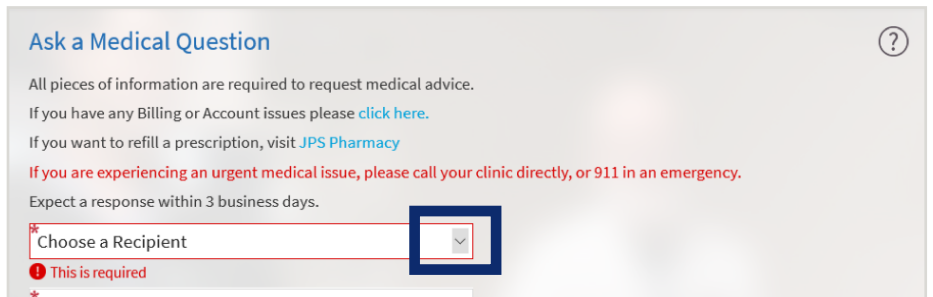 Ask a Medical Question
?
All pieces of information are required to request medical advice.
If you have any Billing or Account issues please click here.
If you want to refill a prescription, visit JPS Pharmacy
If you are experiencing an urgent medical issue, please call your clinic directly, or 911 in an emergency.
Expect a response within 3 business days.
*Choose a Recipient
! This is required
*